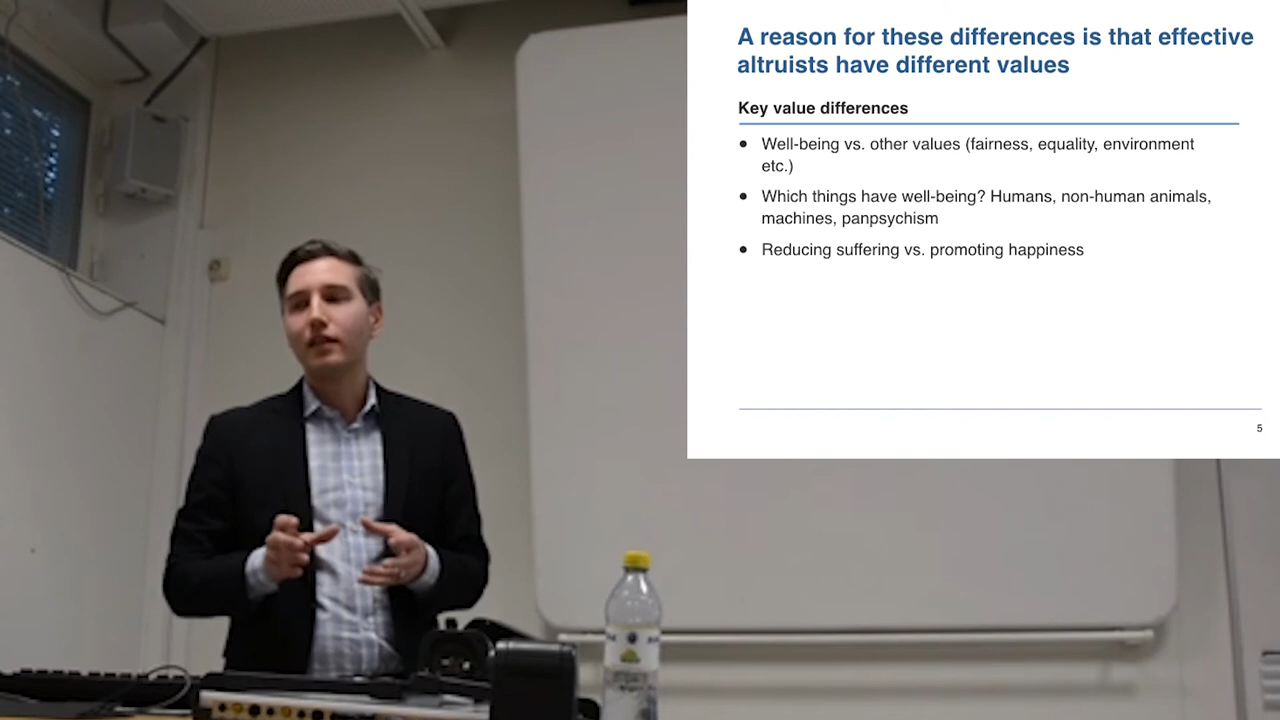 A reason for these differences is that effective
altruists have different values
Key value differences
● Well-being vs. other values (fairness, equality, environment
etc.)
● Which things have well-being? Humans, non-human animals,
machines, panpsychism
● Reducing suffering vs. promoting happiness
5